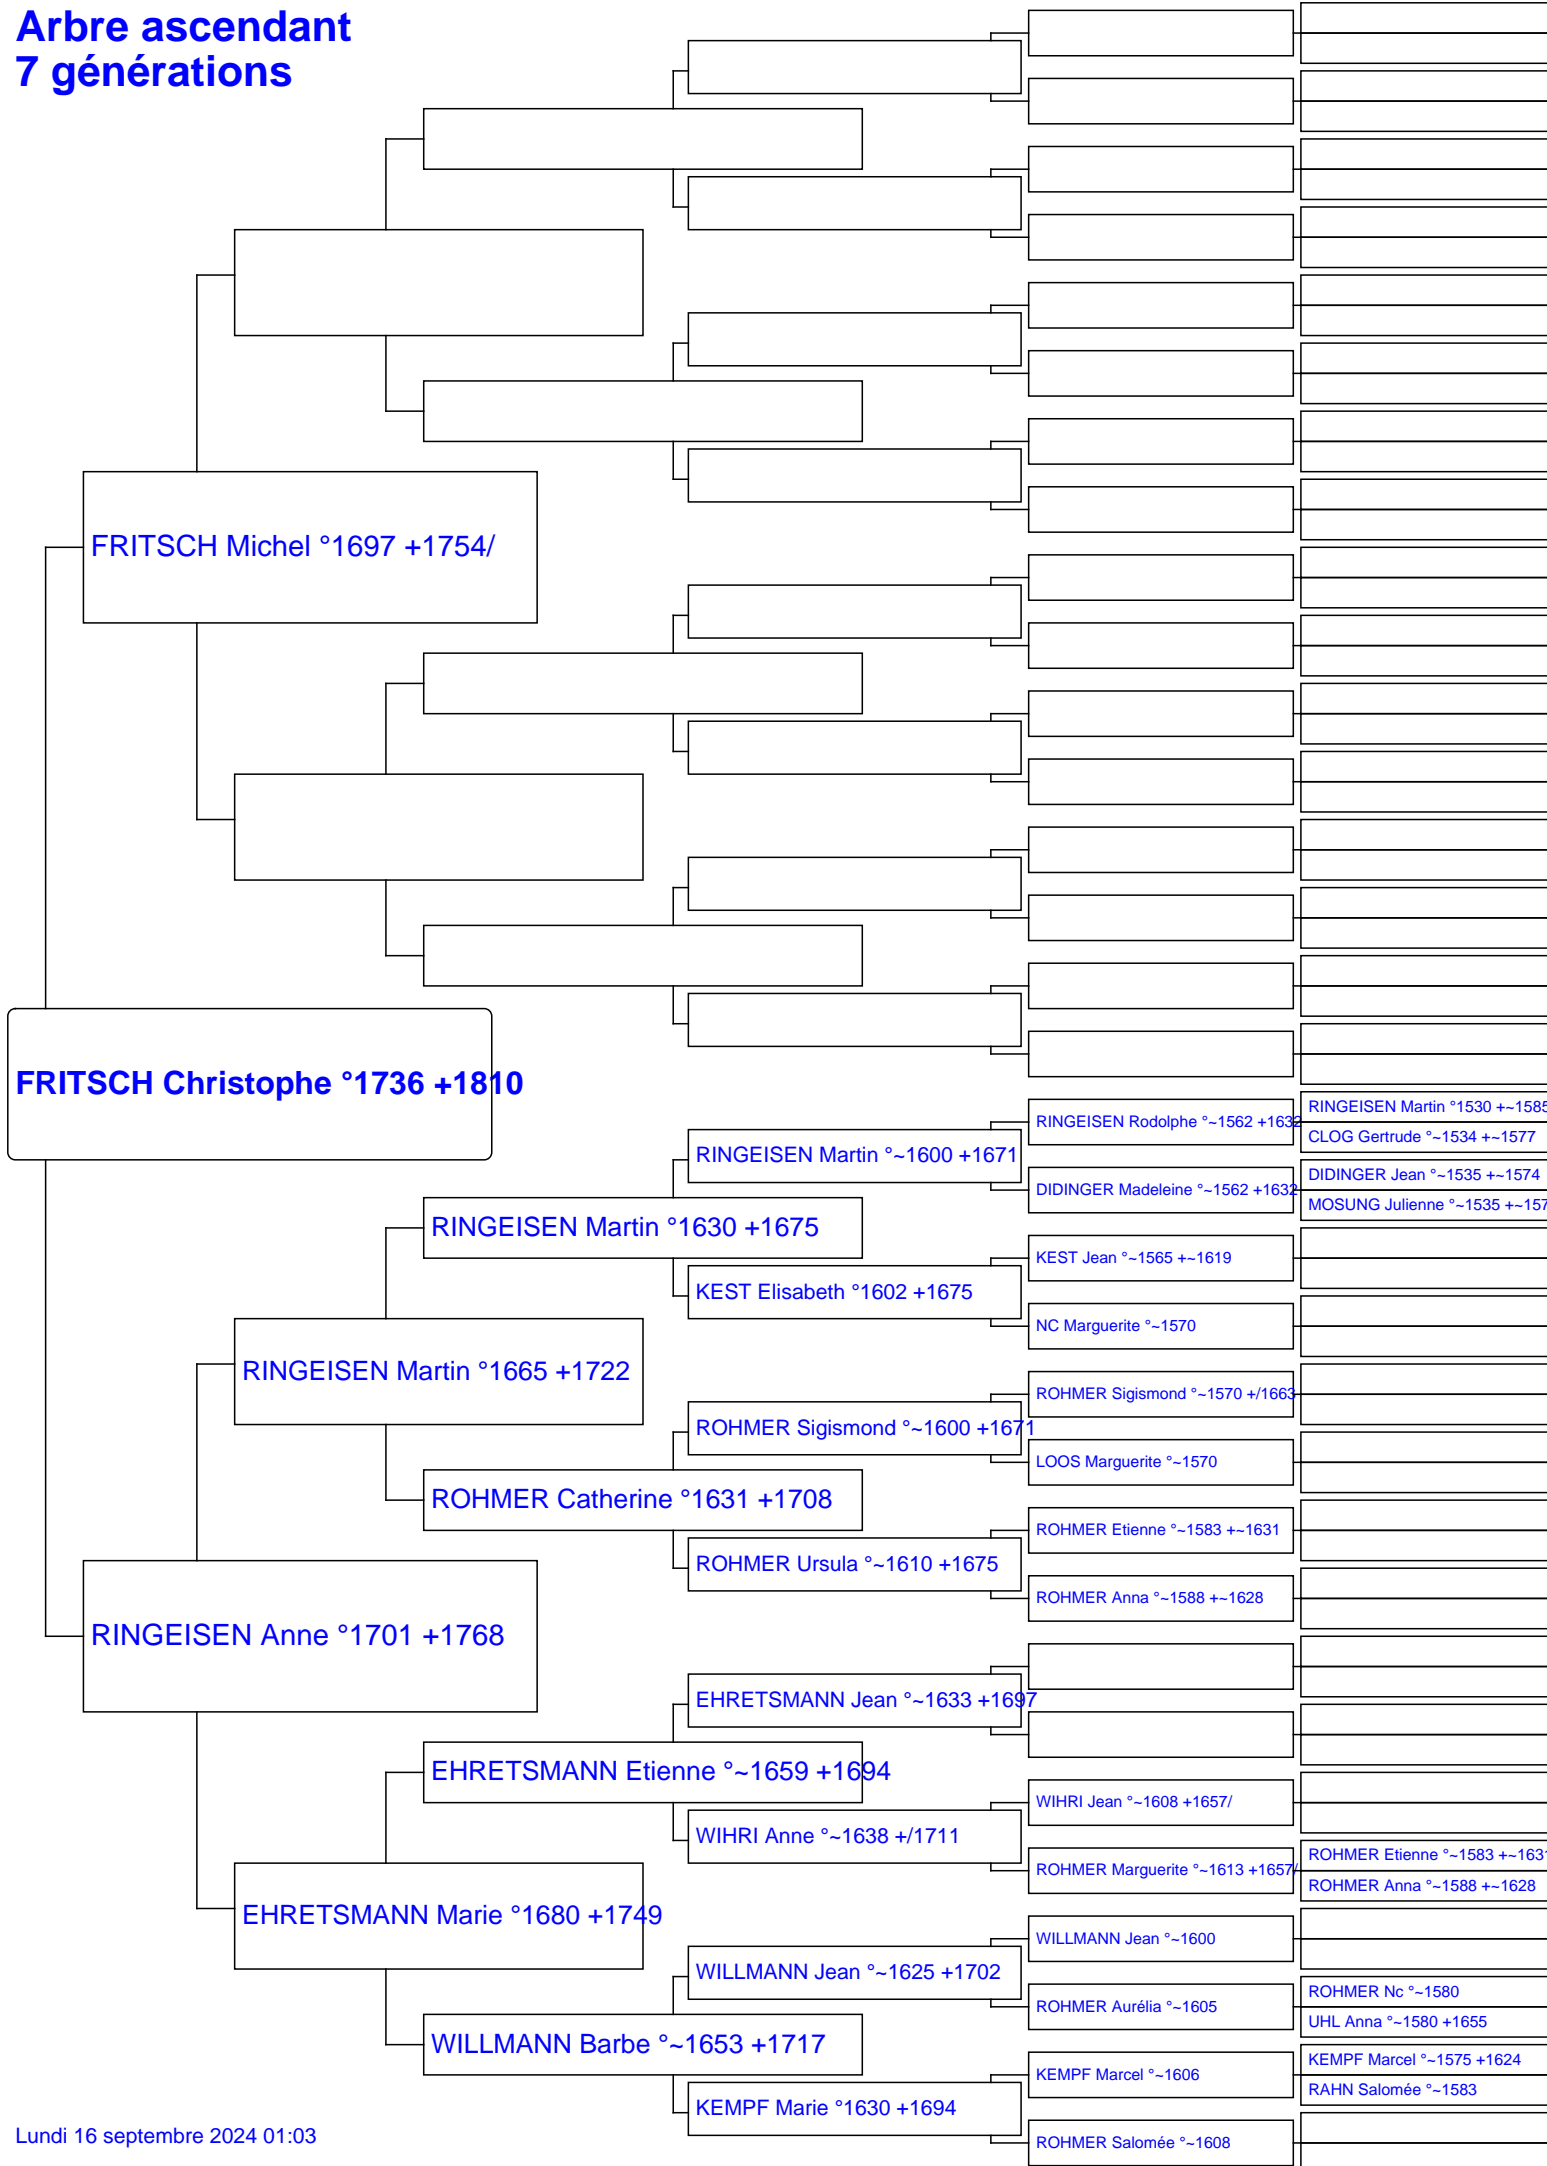 Arbre ascendant
7 générations
FRITSCH Michel °1697 +1754/
FRITSCH Christophe °1736 +1810
RINGEISEN Martin °1530 +~1585
RINGEISEN Rodolphe °~1562 +1632
CLOG Gertrude °~1534 +~1577
RINGEISEN Martin °~1600 +1671
DIDINGER Jean °~1535 +~1574
DIDINGER Madeleine °~1562 +1632
MOSUNG Julienne °~1535 +~157
RINGEISEN Martin °1630 +1675
KEST Jean °~1565 +~1619
KEST Elisabeth °1602 +1675
NC Marguerite °~1570
RINGEISEN Martin °1665 +1722
ROHMER Sigismond °~1570 +/1663
ROHMER Sigismond °~1600 +1671
LOOS Marguerite °~1570
ROHMER Catherine °1631 +1708
ROHMER Etienne °~1583 +~1631
ROHMER Ursula °~1610 +1675
ROHMER Anna °~1588 +~1628
RINGEISEN Anne °1701 +1768
EHRETSMANN Jean °~1633 +1697
EHRETSMANN Etienne °~1659 +1694
WIHRI Jean °~1608 +1657/
WIHRI Anne °~1638 +/1711
ROHMER Etienne °~1583 +~1631
ROHMER Marguerite °~1613 +1657/
ROHMER Anna °~1588 +~1628
EHRETSMANN Marie °1680 +1749
WILLMANN Jean °~1600
WILLMANN Jean °~1625 +1702
ROHMER Nc °~1580
ROHMER Aurélia °~1605
UHL Anna °~1580 +1655
WILLMANN Barbe °~1653 +1717
KEMPF Marcel °~1575 +1624
KEMPF Marcel °~1606
RAHN Salomée °~1583
KEMPF Marie °1630 +1694
ROHMER Salomée °~1608
Lundi 16 septembre 2024 01:03